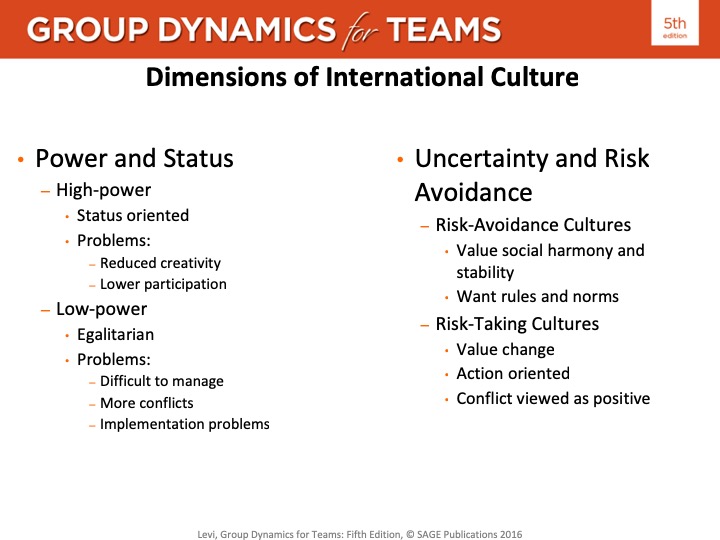 GROUP DYNAMICS for TEAMS
5th
edition
Dimensions of International Culture
• Power and Status
– High-power
• Status oriented
• Problems:
– Reduced creativity
– Lower participation
– Low-power
• Egalitarian
• Problems:
– Difficult to manage
– More conflicts
– Implementation problems
• Uncertainty and Risk
Avoidance
– Risk-Avoidance Cultures
• Value social harmony and
stability
• Want rules and norms
– Risk-Taking Cultures
• Value change
• Action oriented
• Conflict viewed as positive
Levi, Group Dynamics for Teams: Fifth Edition, © SAGE Publications 2016